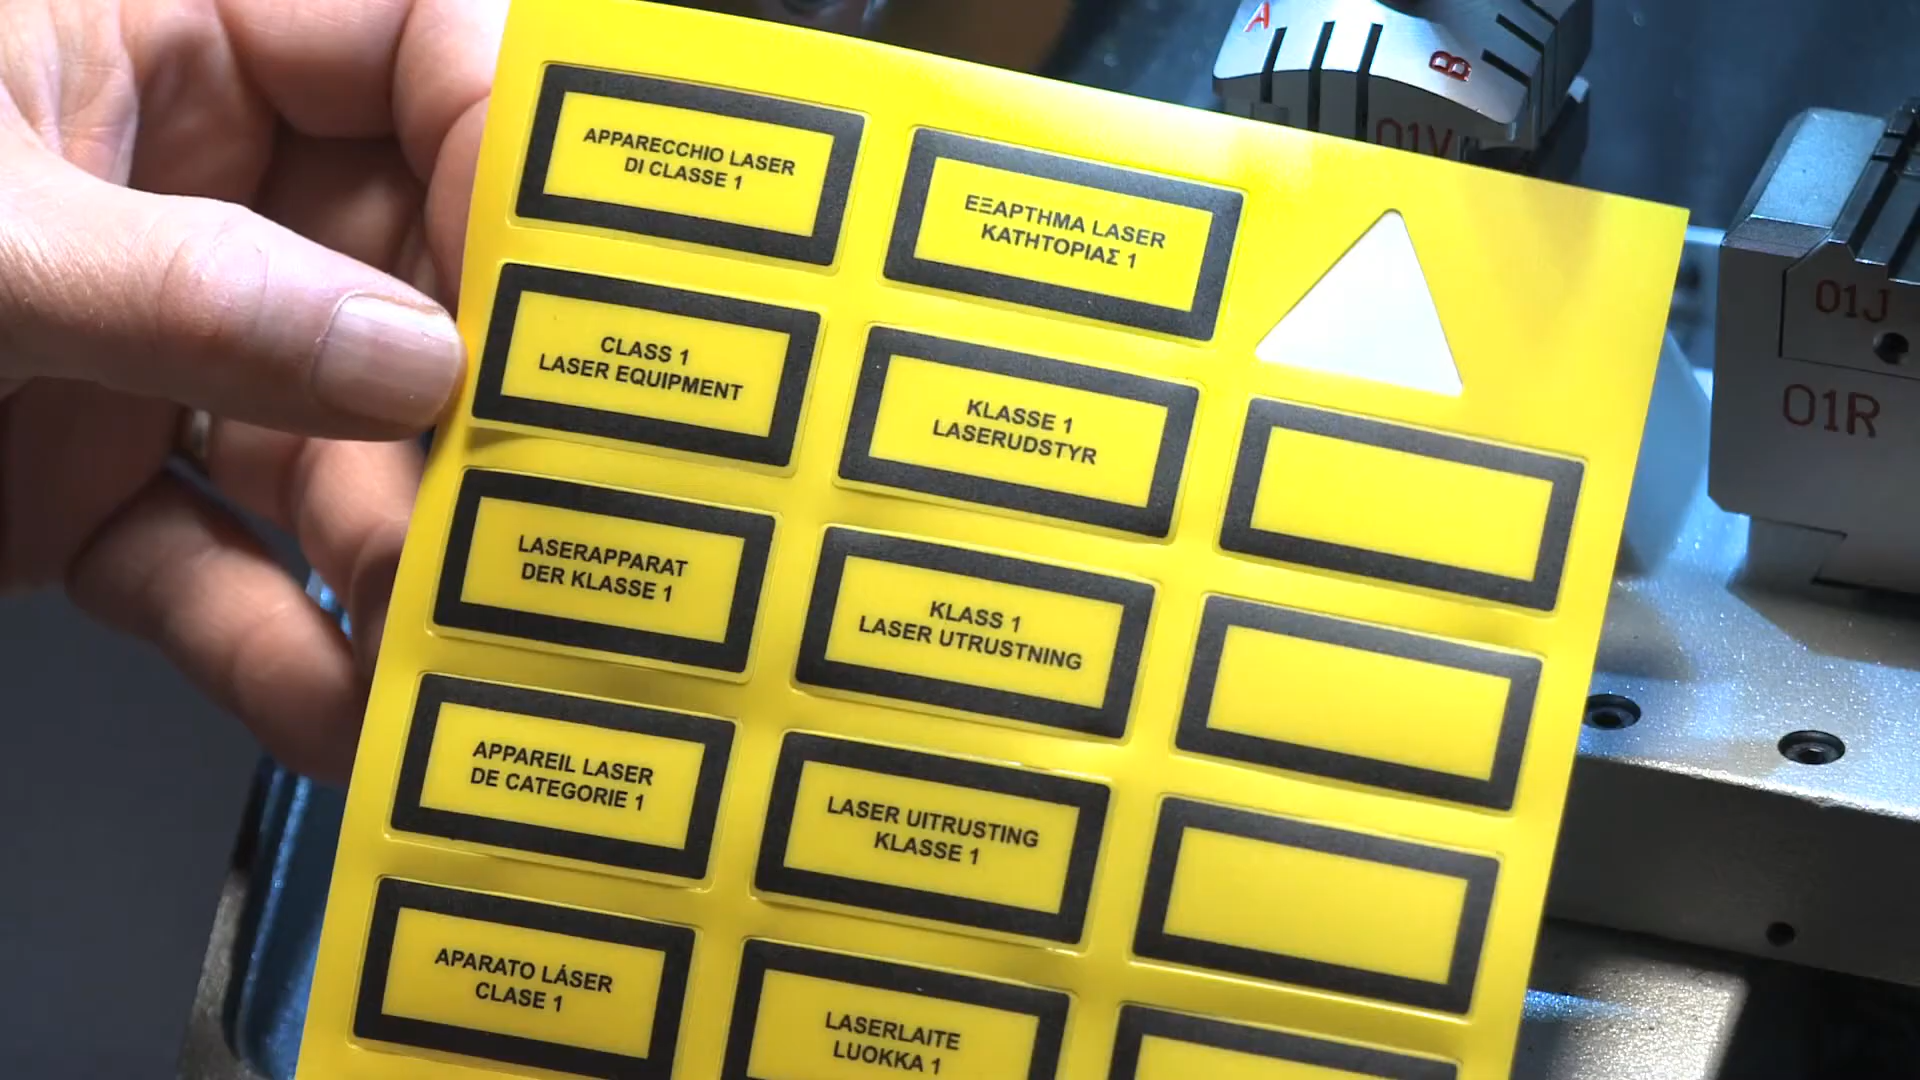 APPARECCHIO LASER
DI CLASSE 1
ΕΞΑΡΤΗΜΑ LASER
ΚΑΤΗΤΟΡΙΑΣ 1
CLASS 1
LASER EQUIPMENT
KLASSE 1
LASERUDSTYR
LASERAPPARAT
DER KLASSE 1
KLASS 1
LASER UTRUSTNING
APPAREIL LASER
DE CATEGORIE 1
LASER UITRUSTING
KLASSE 1
APARATO LÁSER
CLASE 1
LASERLAITE
LUOKKA 1
A
B
01V
01J
01R